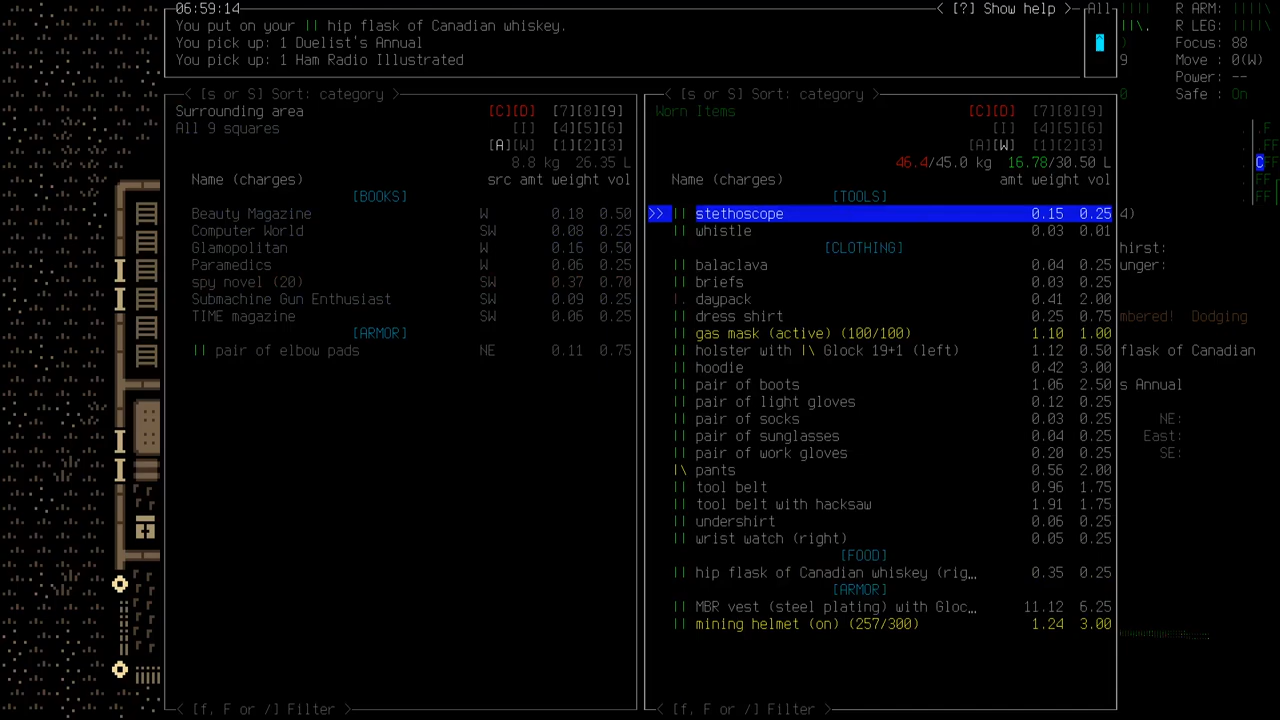 06:59:14 < [?] Show help > All R ARM:
You put on your || hip flask of Canadian whiskey. R LEG:
You pick up: 1 Duelist's Annual Focus: 88
You pick up: 1 Ham Radio Illustrated 9 Move : 0(W)
Power: --
0 Safe : On
< [s or S] Sort: category > < [s or S] Sort: category >
Surrounding area [C][D] [7][8][9] Worn Items [C][D] [7][8][9]
All 9 squares [I] [4][5][6] [I] [4][5][6]
[A][W] [1][2][3] [A][W] [1][2][3]
8.8 kg 26.35 L 46.4/45.0 kg 16.78/30.50 L
Name (charges) src amt weight vol Name (charges) amt weight vol
[BOOKS] [TOOLS]
Beauty Magazine W 0.18 0.50 >> || stethoscope 0.15 0.25 4)
Computer World SW 0.08 0.25 || whistle 0.03 0.01
Glamopolitan W 0.16 0.50 [CLOTHING] hirst:
Paramedics W 0.06 0.25 || balaclava 0.04 0.25 unger:
spy novel (20) SW 0.37 0.70 || briefs 0.03 0.25
Submachine Gun Enthusiast SW 0.09 0.25 |. daypack 0.41 2.00
TIME magazine SW 0.06 0.25 || dress shirt 0.25 0.75 mbered! Dodging
[ARMOR] || gas mask (active) (100/100) 1.10 1.00
|| pair of elbow pads NE 0.11 0.75 || holster with |\ Glock 19+1 (left) 1.12 0.50 flask of Canadian
|| hoodie 0.42 3.00
|| pair of boots 1.06 2.50 s Annual
|| pair of light gloves 0.12 0.25
|| pair of socks 0.03 0.25 NE:
|| pair of sunglasses 0.04 0.25 East:
|| pair of work gloves 0.20 0.25 SE:
|\ pants 0.56 2.00
|| tool belt 0.96 1.75
|| tool belt with hacksaw 1.91 1.75
|| undershirt 0.06 0.25
|| wrist watch (right) 0.05 0.25
[FOOD]
|| hip flask of Canadian whiskey (rig… 0.35 0.25
[ARMOR]
|| MBR vest (steel plating) with Gloc… 11.12 6.25
|| mining helmet (on) (257/300) 1.24 3.00
< [f, F or /] Filter > < [f, F or /] Filter >